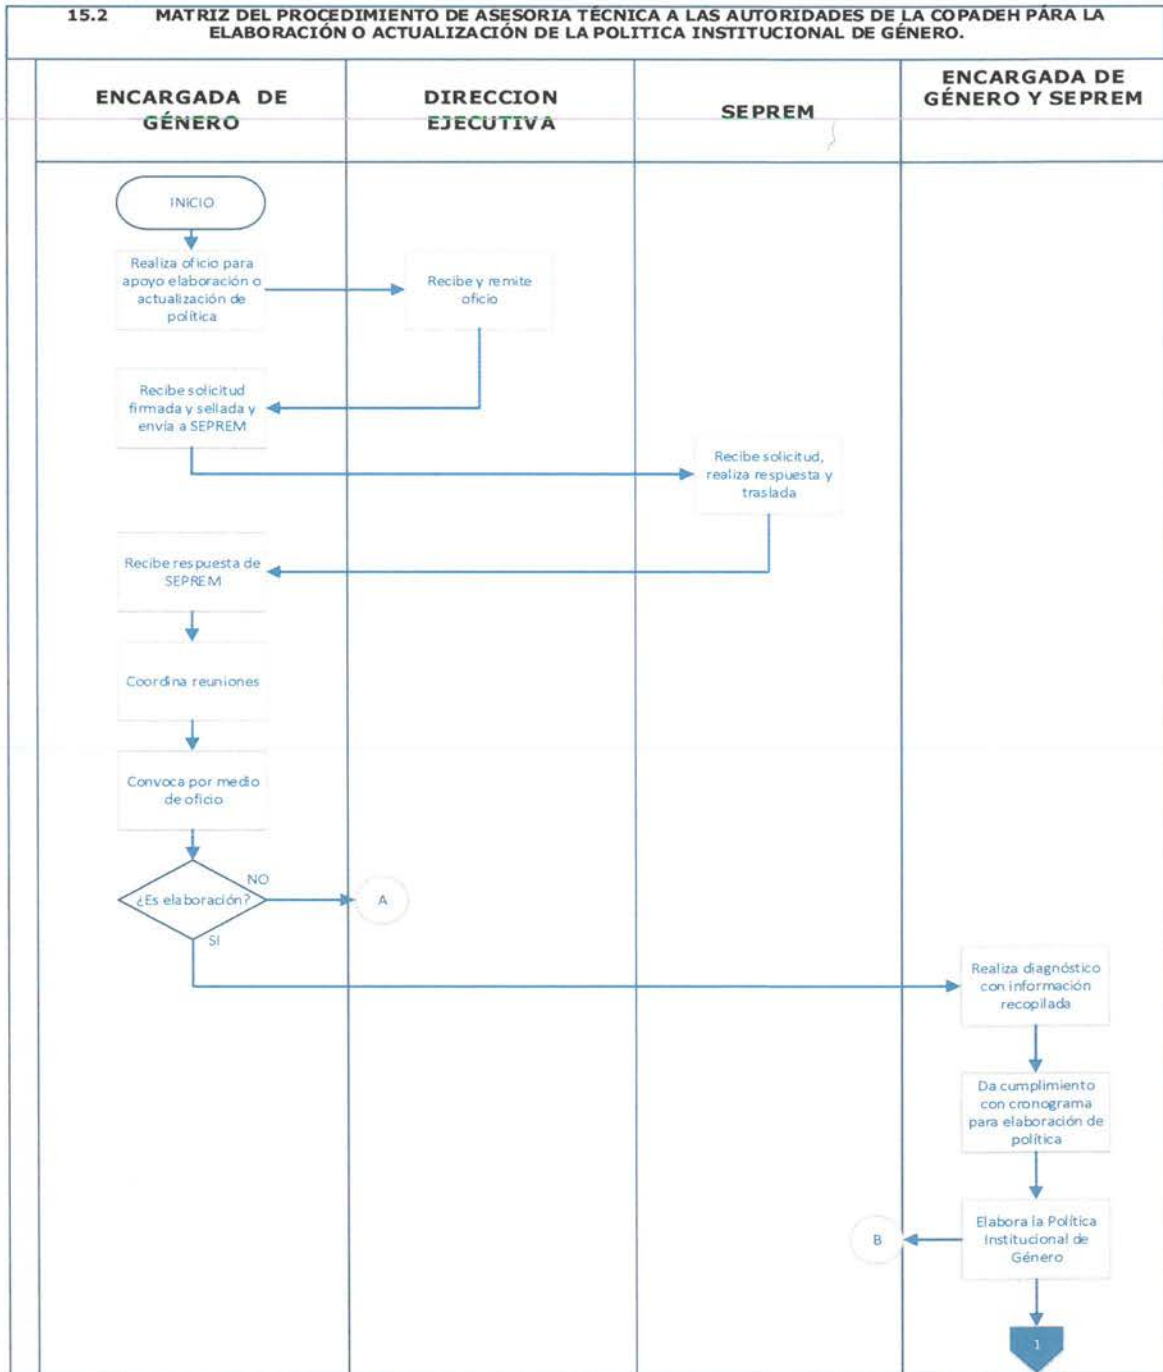 15.2 MATRIZ DEL PROCEDIMIENTO DE ASESORIA TÉCNICA A LAS AUTORIDADES DE LA COPADEH PÁRA LA
ELABORACIÓN O ACTUALIZACIÓN DE LA POLITICA INSTITUCIONAL DE GÉNERO.
ENCARGADA DE
GÉNERO
DIRECCION
EJECUTIVA
SEPREM
ENCARGADA DE
GÉNERO Y SEPREM
INICIO
Realiza oficio para
apoyo elaboración o
actualización de
política
Recibe y remite
oficio
Recibe solicitud
firmada y sellada y
envía a SEPREM
Recibe solicitud,
realiza respuesta y
traslada
Recibe respuesta de
SEPREM
Coordina reuniones
Convoca por medio
de oficio
¿Es elaboración?
NO
A
SI
Realiza diagnóstico
con información
recopilada
Da cumplimiento
con cronograma
para elaboración de
política
Elabora la Política
Institucional de
Género
B
1